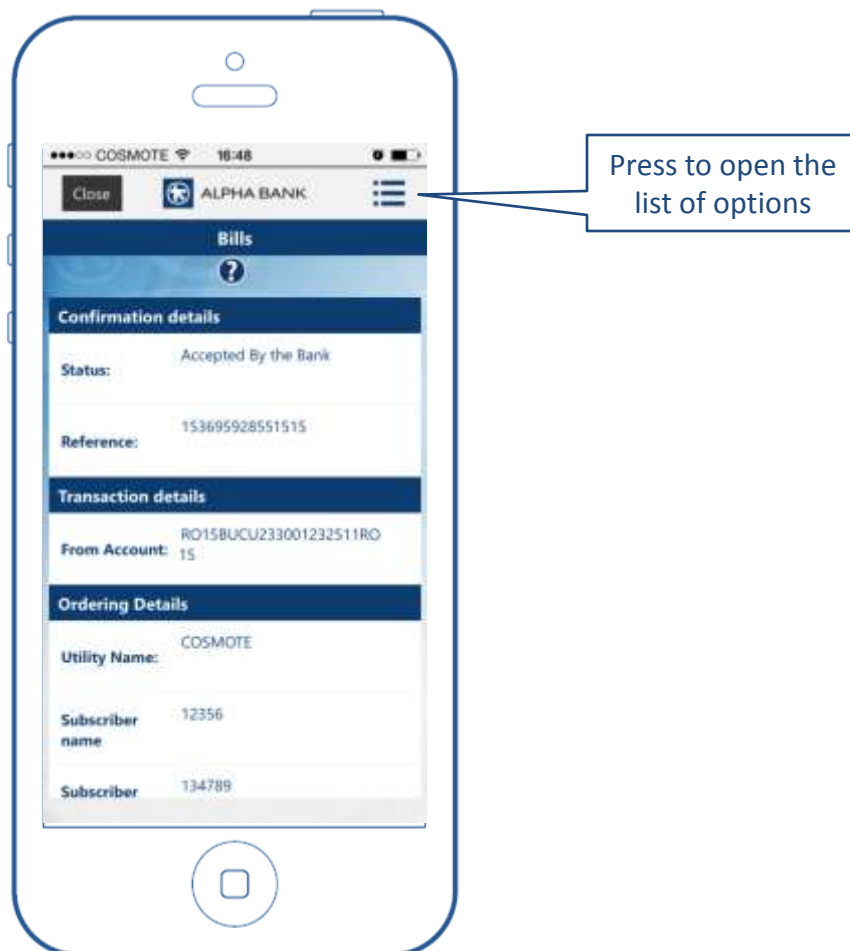 ●●●○○ COSMOTE 16:48
Close ALPHA BANK
Press to open the
list of options
Bills
?
Confirmation details
Status: Accepted By the Bank
Reference: 153695928551515
Transaction details
From Account: RO15BUCU233001232511RO
15
Ordering Details
Utility Name: COSMOTE
Subscriber 12356
name
Subscriber 134789